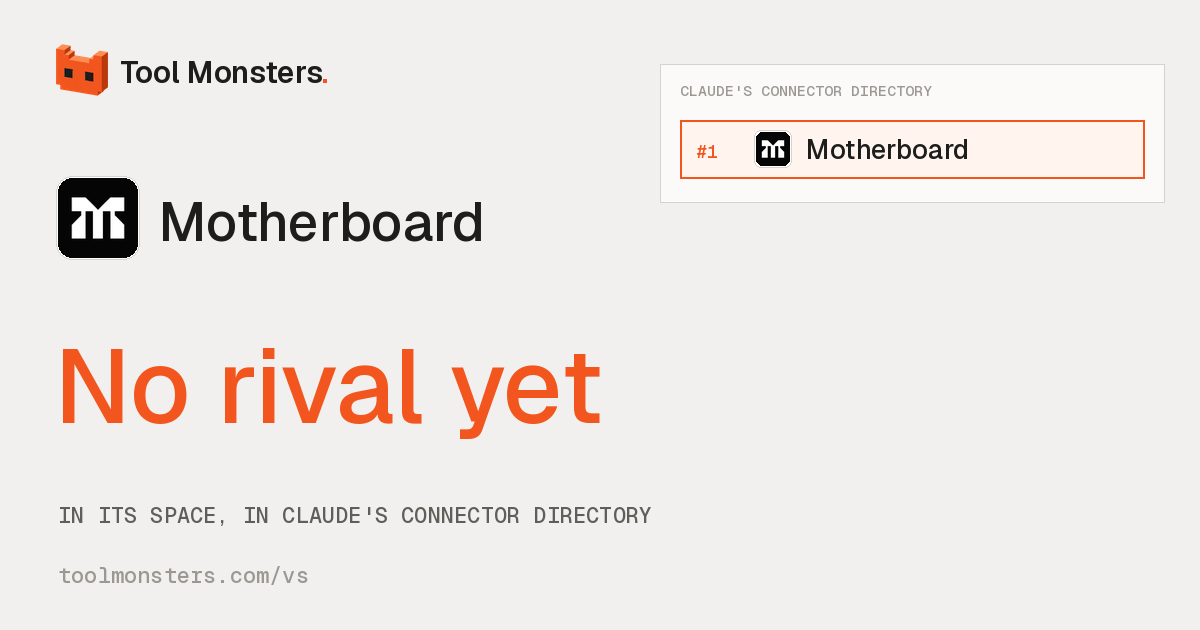 Tool Monsters.
Motherboard
No rival yet
IN ITS SPACE, IN CLAUDE'S CONNECTOR DIRECTORY
toolmonsters.com/vs
CLAUDE'S CONNECTOR DIRECTORY
#1 Motherboard